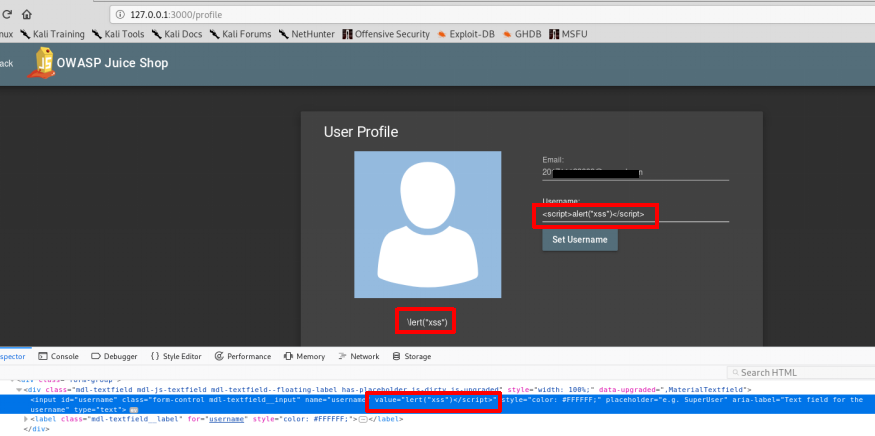 127.0.0.1:3000/profile
nux Kali Training Kali Tools Kali Docs Kali Forums NetHunter Offensive Security Exploit-DB GHDB MSFU
ack OWASP Juice Shop
User Profile
Email:
Username:
<script>alert("xss")</script>
Set Username
\lert("xss")
spector Console Debugger {} Style Editor Performance Memory Network Storage
Search HTML
<div class="form-group">
<div class="mdl-textfield mdl-js-textfield mdl-textfield--floating-label has-placeholder is-dirty is-upgraded" style="width: 100%;" data-upgraded=",MaterialTextfield">
<input id="username" class="form-control mdl-textfield__input" name="username" value="lert("xss")</script>" style="color: #FFFFFF;" placeholder="e.g. SuperUser" aria-label="Text field for the
username" type="text"> ev
<label class="mdl-textfield__label" for="username" style="color: #FFFFFF;"></label>
</div>